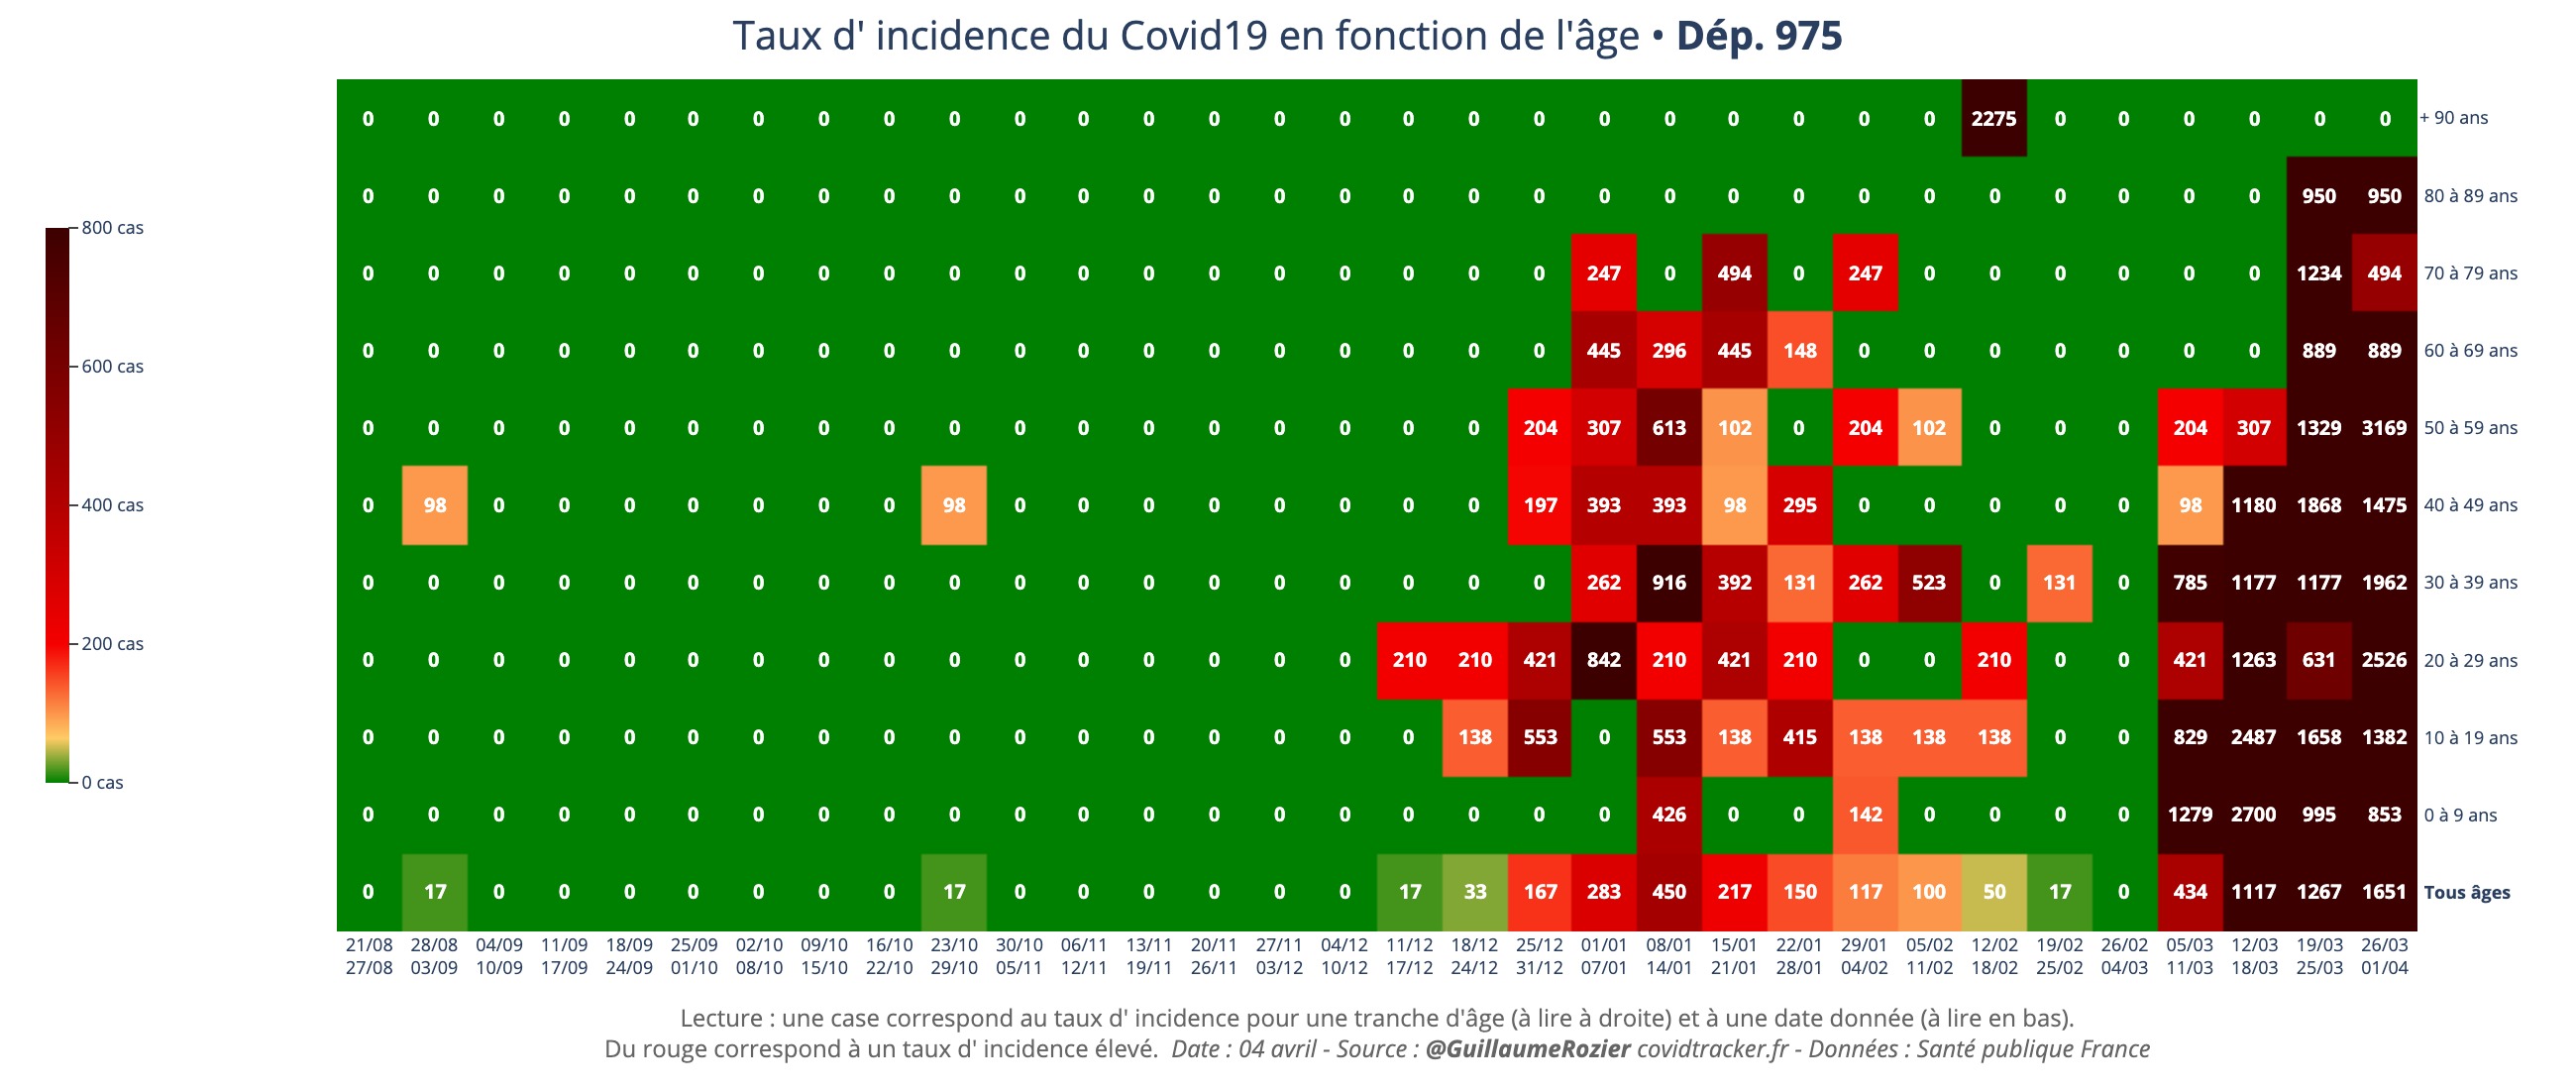 Taux d' incidence du Covid19 en fonction de l'âge • Dép. 975
800 cas
600 cas
400 cas
200 cas
0 cas
0 0 0 0 0 0 0 0 0 0 0 0 0 0 0 0 0 0 0 0 0 0 0 0 0 2275 0 0 0 0 0 0 + 90 ans
0 0 0 0 0 0 0 0 0 0 0 0 0 0 0 0 0 0 0 0 0 0 0 0 0 0 0 0 0 0 950 950 80 à 89 ans
0 0 0 0 0 0 0 0 0 0 0 0 0 0 0 0 0 0 0 247 0 494 0 247 0 0 0 0 0 0 1234 494 70 à 79 ans
0 0 0 0 0 0 0 0 0 0 0 0 0 0 0 0 0 0 0 445 296 445 148 0 0 0 0 0 0 0 889 889 60 à 69 ans
0 0 0 0 0 0 0 0 0 0 0 0 0 0 0 0 0 0 204 307 613 102 0 204 102 0 0 0 204 307 1329 3169 50 à 59 ans
0 98 0 0 0 0 0 0 0 98 0 0 0 0 0 0 0 0 197 393 393 98 295 0 0 0 0 0 98 1180 1868 1475 40 à 49 ans
0 0 0 0 0 0 0 0 0 0 0 0 0 0 0 0 0 0 0 262 916 392 131 262 523 0 131 0 785 1177 1177 1962 30 à 39 ans
0 0 0 0 0 0 0 0 0 0 0 0 0 0 0 0 210 210 421 842 210 421 210 0 0 210 0 0 421 1263 631 2526 20 à 29 ans
0 0 0 0 0 0 0 0 0 0 0 0 0 0 0 0 0 138 553 0 553 138 415 138 138 138 0 0 829 2487 1658 1382 10 à 19 ans
0 0 0 0 0 0 0 0 0 0 0 0 0 0 0 0 0 0 0 0 426 0 0 142 0 0 0 0 1279 2700 995 853 0 à 9 ans
0 17 0 0 0 0 0 0 0 17 0 0 0 0 0 0 17 33 167 283 450 217 150 117 100 50 17 0 434 1117 1267 1651 Tous âges
21/08 28/08 04/09 11/09 18/09 25/09 02/10 09/10 16/10 23/10 30/10 06/11 13/11 20/11 27/11 04/12 11/12 18/12 25/12 01/01 08/01 15/01 22/01 29/01 05/02 12/02 19/02 26/02 05/03 12/03 19/03 26/03
27/08 03/09 10/09 17/09 24/09 01/10 08/10 15/10 22/10 29/10 05/11 12/11 19/11 26/11 03/12 10/12 17/12 24/12 31/12 07/01 14/01 21/01 28/01 04/02 11/02 18/02 25/02 04/03 11/03 18/03 25/03 01/04
Lecture : une case correspond au taux d' incidence pour une tranche d'âge (à lire à droite) et à une date donnée (à lire en bas).
Du rouge correspond à un taux d' incidence élevé. Date : 04 avril - Source : @GuillaumeRozier covidtracker.fr - Données : Santé publique France